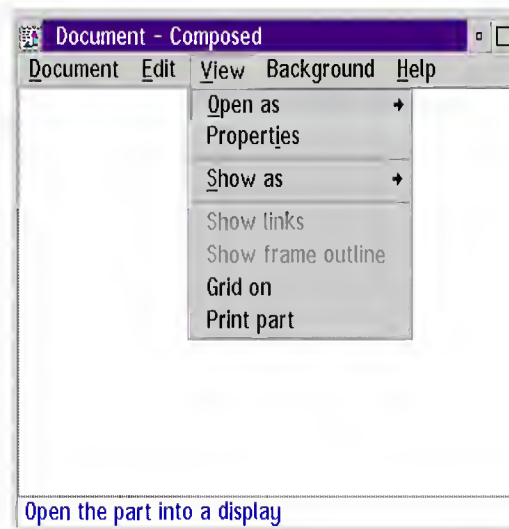 Document - Composed
Document Edit View Background Help
Open as
Properties
Show as
Show links
Show frame outline
Grid on
Print part
Open the part into a display